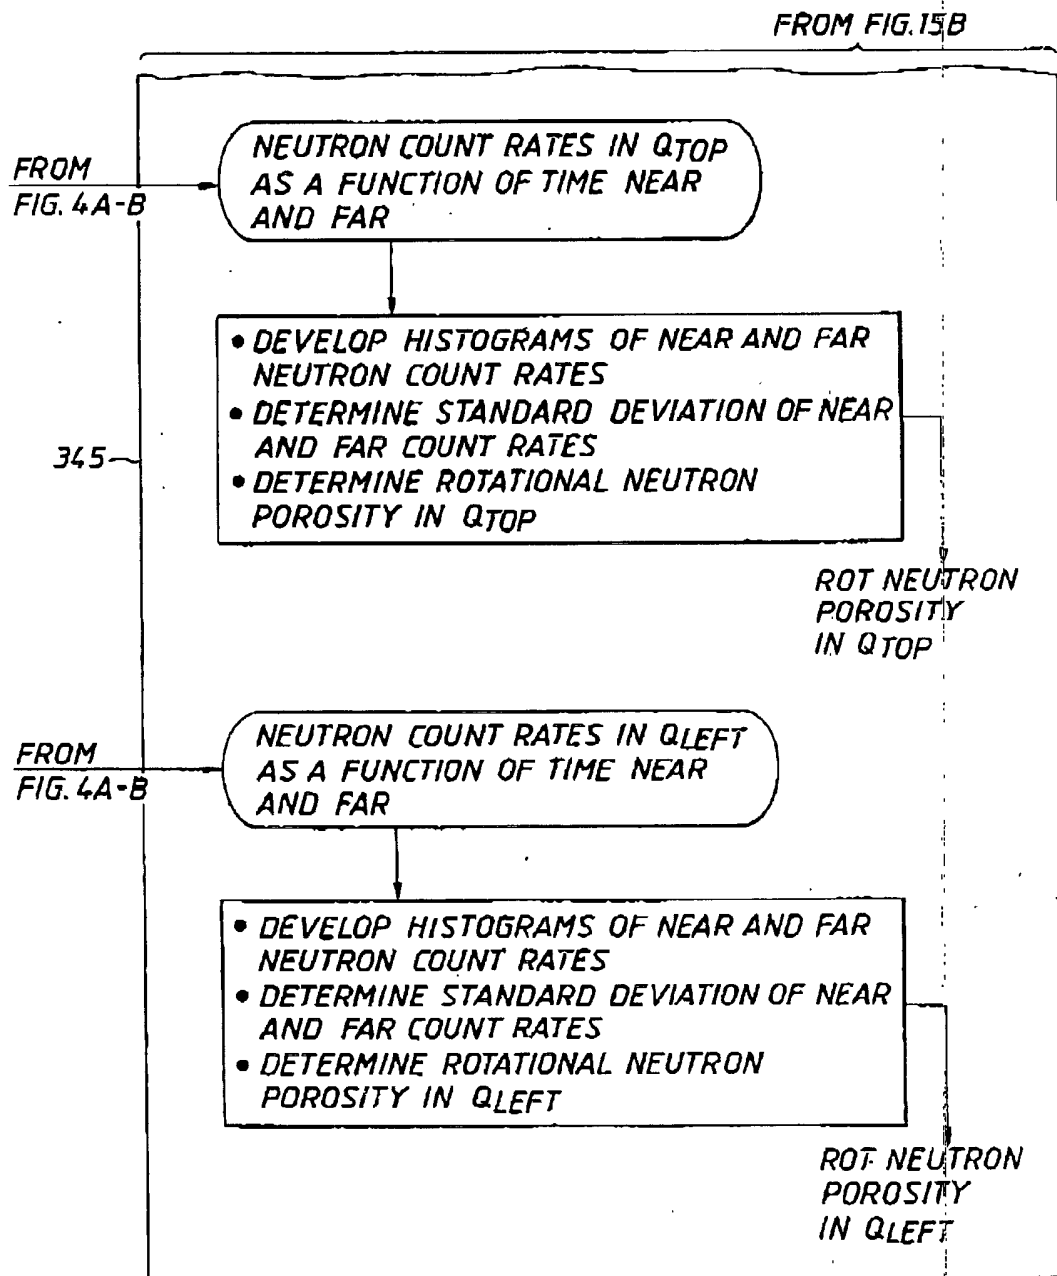 FROM FIG.15B
NEUTRON COUNT RATES IN QTOP
AS A FUNCTION OF TIME NEAR
AND FAR
FROM
FIG. 4A-B
• DEVELOP HISTOGRAMS OF NEAR AND FAR
NEUTRON COUNT RATES
• DETERMINE STANDARD DEVIATION OF NEAR
AND FAR COUNT RATES
• DETERMINE ROTATIONAL NEUTRON
POROSITY IN QTOP
345
ROT NEUTRON
POROSITY
IN QTOP
NEUTRON COUNT RATES IN QLEFT
AS A FUNCTION OF TIME NEAR
AND FAR
FROM
FIG. 4A-B
• DEVELOP HISTOGRAMS OF NEAR AND FAR
NEUTRON COUNT RATES
• DETERMINE STANDARD DEVIATION OF NEAR
AND FAR COUNT RATES
• DETERMINE ROTATIONAL NEUTRON
POROSITY IN QLEFT
ROT NEUTRON
POROSITY
IN QLEFT